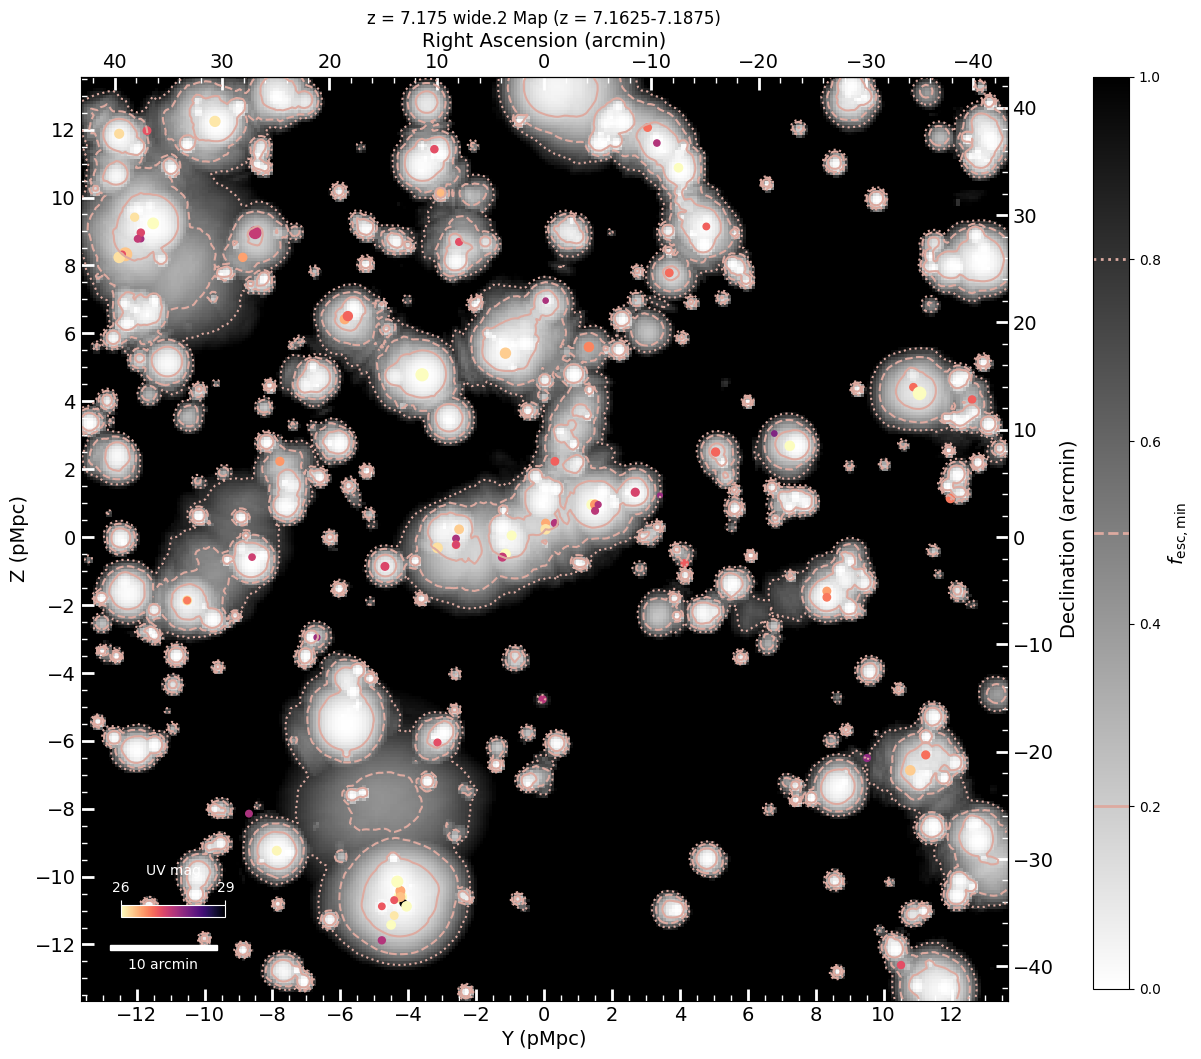 z = 7.175 wide.2 Map (z = 7.1625-7.1875)
Right Ascension (arcmin)
40 30 20 10 0 −10 −20 −30 −40
12
10
8
6
4
2
0
−2
−4
−6
−8
−10
−12
Z (pMpc)
40
30
20
10
0
−10
−20
−30
−40
Declination (arcmin)
UV mag
26 29
10 arcmin
−12 −10 −8 −6 −4 −2 0 2 4 6 8 10 12
Y (pMpc)
1.0
0.8
0.6
0.4
0.2
0.0
fesc, min